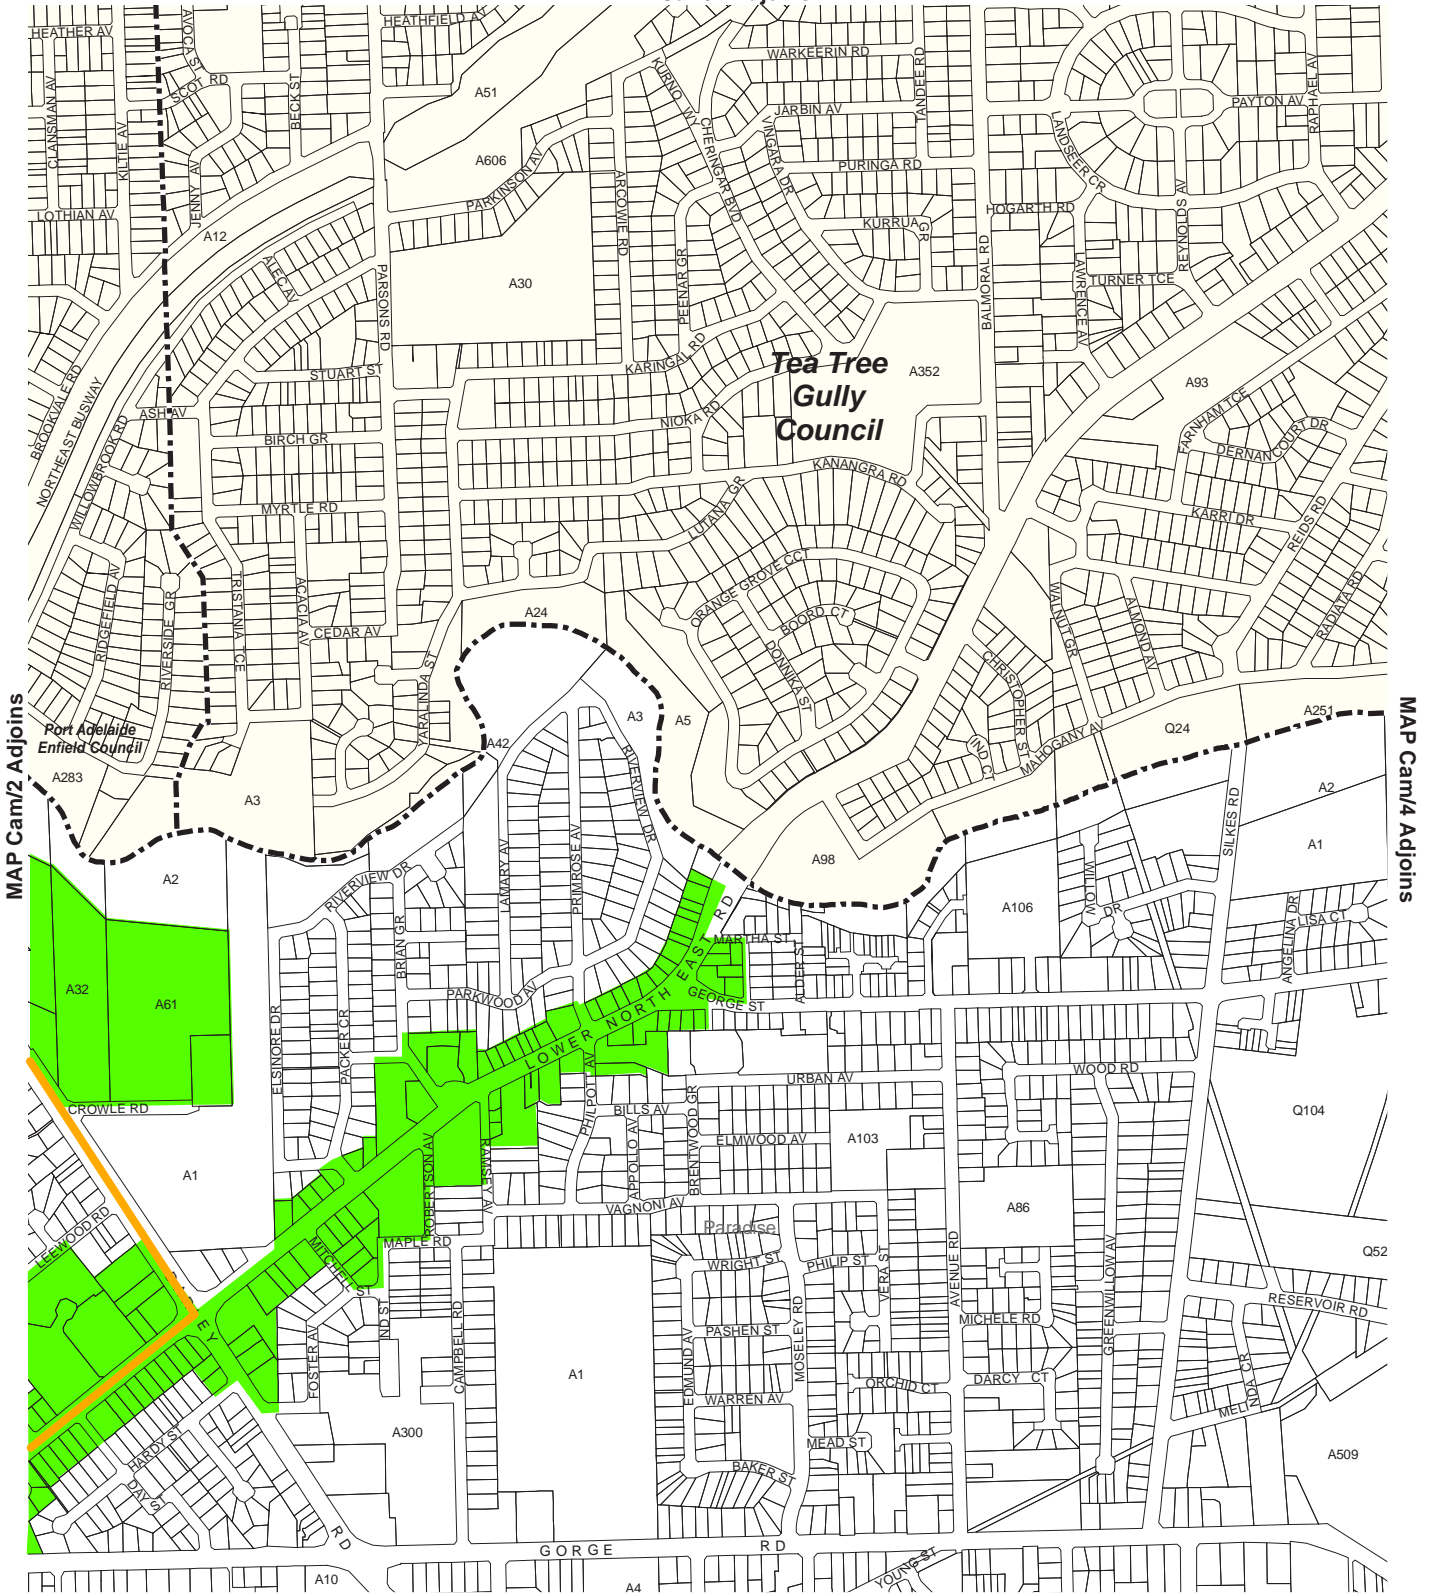 HEATHER AV
AVOCA S
HEATHFIELD AV
WARKEERIN RD
TANDEE RD
RAPHAEL AV
CLANSMAN AV
KILTIE AV
SCOT RD
BECK ST
A51
KURNO WY
CHERINGAR BVD
JARBIN AV
VINGARA DR
PAYTON AV
LANDSEER CR
JENNY AV
A606
PARKINSON AV
ARCOWIE RD
PURINGA RD
LOTHIAN AV
A12
HOGARTH RD
REYNOLDS AV
KURRUA
GR
ALEC AV
PARSONS RD
A30
PEENAR GR
BALMORAL RD
LAWRENCE AV
TURNER TCE
BROOKVALE RD
NORTHEAST BUSWAY
STUART ST
KARINGAL RD
Tea Tree
Gully
Council
A352
A93
WILLOWBROOK RD
ASH AV
BIRCH GR
NIOKA RD
FARNHAM TCE
DERNANCOURT DR
KANANGRA RD
MYRTLE RD
LUTANA GR
KARRI DR
REIDS RD
RIDGEFIELD AV
RIVERSIDE GR
TRISTANIA TCE
ACACIA AV
CEDAR AV
YARALINDA ST
A24
ORANGE GROVE CCT
BOORD CT
DONNIKA ST
WALNUT GR
ALMOND AV
RADIATA RD
CHRISTOPHER ST
IND CT
MAHOGANY AV
Q24
A251
MAP Cam/2 Adjoins
MAP Cam/4 Adjoins
Port Adelaide
Enfield Council
A283
A3
A42
A3
A5
RIVERVIEW DR
SILKES RD
A2
A1
A98
A2
RIVERVIEW DR
LAMARY AV
PRIMROSE AV
WILLOW
DR
A106
ANGELINA DR
LISA CT
A32
A61
BRIAN GR
PARKWOOD AV
MARTHA ST
ALDER ST
GEORGE ST
LOWER NORTH EAST RD
ELSINORE DR
PACKER CR
CROWLE RD
PHILPOTT AV
URBAN AV
WOOD RD
BILLS AV
Q104
A1
ROBERTSON AV
RAMSEY AV
APPOLLO AV
BRENTWOOD GR
ELMWOOD AV
A103
LEEWOOD RD
VAGNONI AV
A86
MAPLE RD
MITCHELL ST
Paradise
WRIGHT ST
PHILIP ST
VERA ST
AVENUE RD
GREENWILLOW AV
Q52
RESERVOIR RD
EY
FOSTER AV
IND ST
CAMPBELL RD
PASHEN ST
EDMUND AV
MOSELEY RD
MICHELE RD
A1
WARREN AV
ORCHID CT
DARCY CT
MELINDA CR
A300
HARDY ST
DAY ST
MEAD ST
BAKER ST
A509
RD
GORGE RD
A10
A4
YOUNG ST